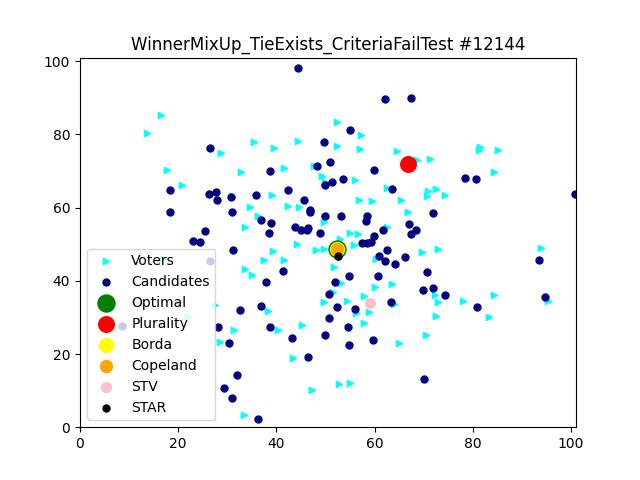 WinnerMixUp_TieExists_CriteriaFailTest #12144
100
80
60
40
20
0
0 20 40 60 80 100
Voters
Candidates
Optimal
Plurality
Borda
Copeland
STV
STAR